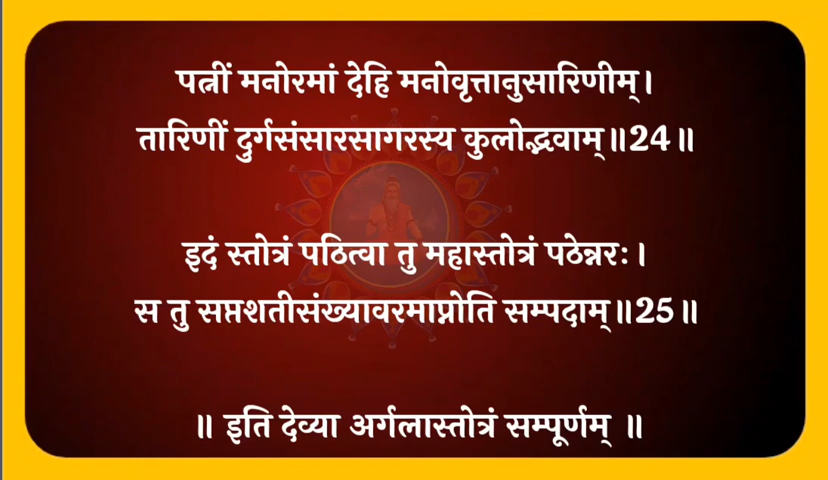 पत्नीं मनोरमां देहि मनोवृत्तानुसारिणीम्।
तारिणीं दुर्गसंसारसागरस्य कुलोद्भवाम्॥24॥
इदं स्तोत्रं पठित्वा तु महास्तोत्रं पठेन्नरः।
स तु सप्तशतीसंख्यावरमाप्नोति सम्पदाम्॥25॥
॥ इति देव्या अर्गलास्तोत्रं सम्पूर्णम् ॥